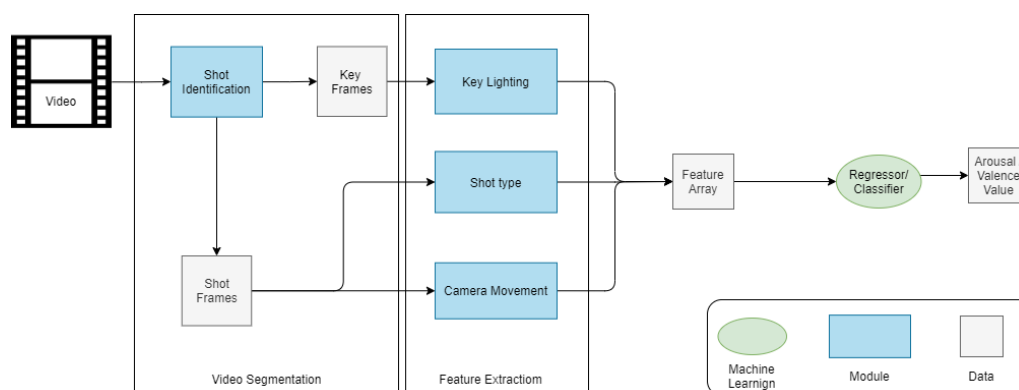 Video
Shot
Identification
Key
Frames
Shot
Frames
Video Segmentation
Key Lighting
Shot type
Camera Movement
Feature Extractiom
Feature
Array
Regressor/
Classifier
Arousal
Valence
Value
Machine
Learnign
Module
Data